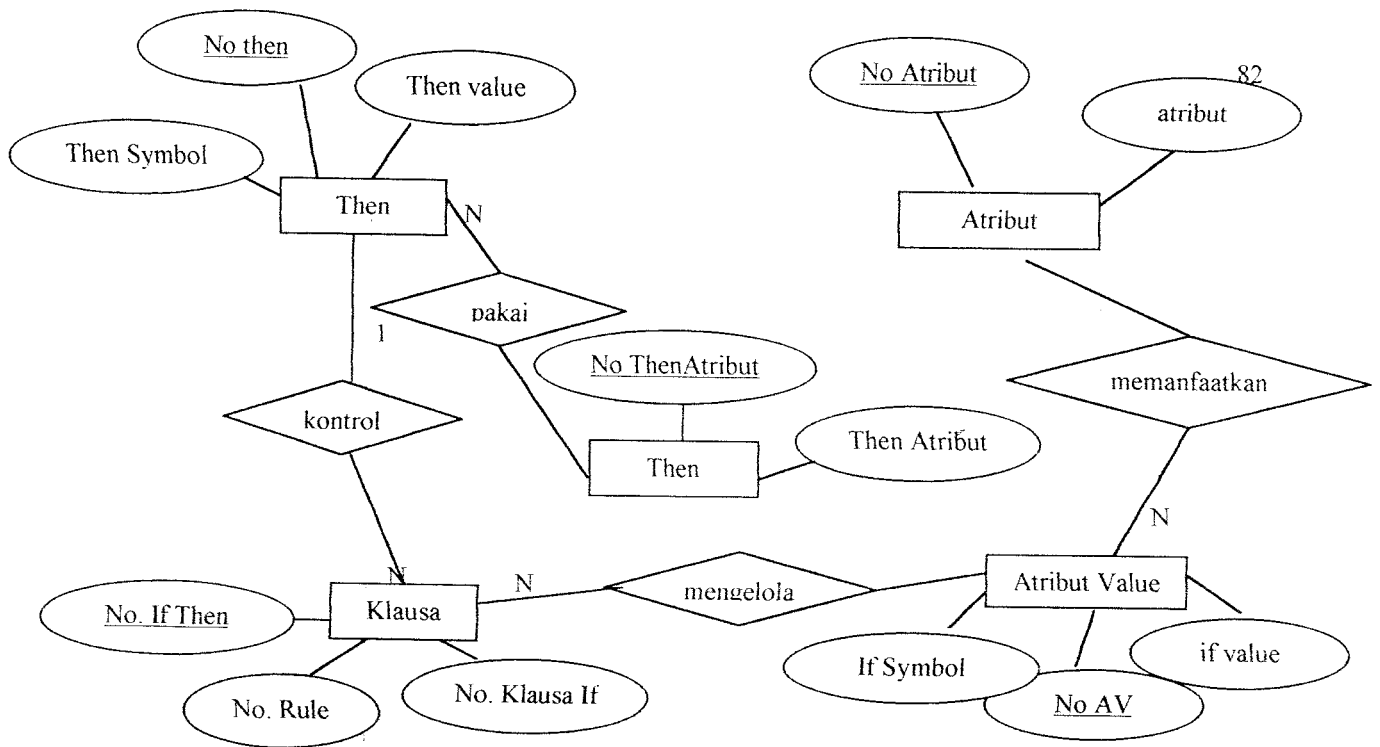 No then
Then value
Then Symbol
Then
N
No Atribut
82
atribut
Atribut
1
pakai
No ThenAtribut
Then Atribut
Then
kontrol
memanfaatkan
N
N
Klausa
No. If Then
No. Rule
No. Klausa If
N
mengelola
Atribut Value
If Symbol
No AV
if value